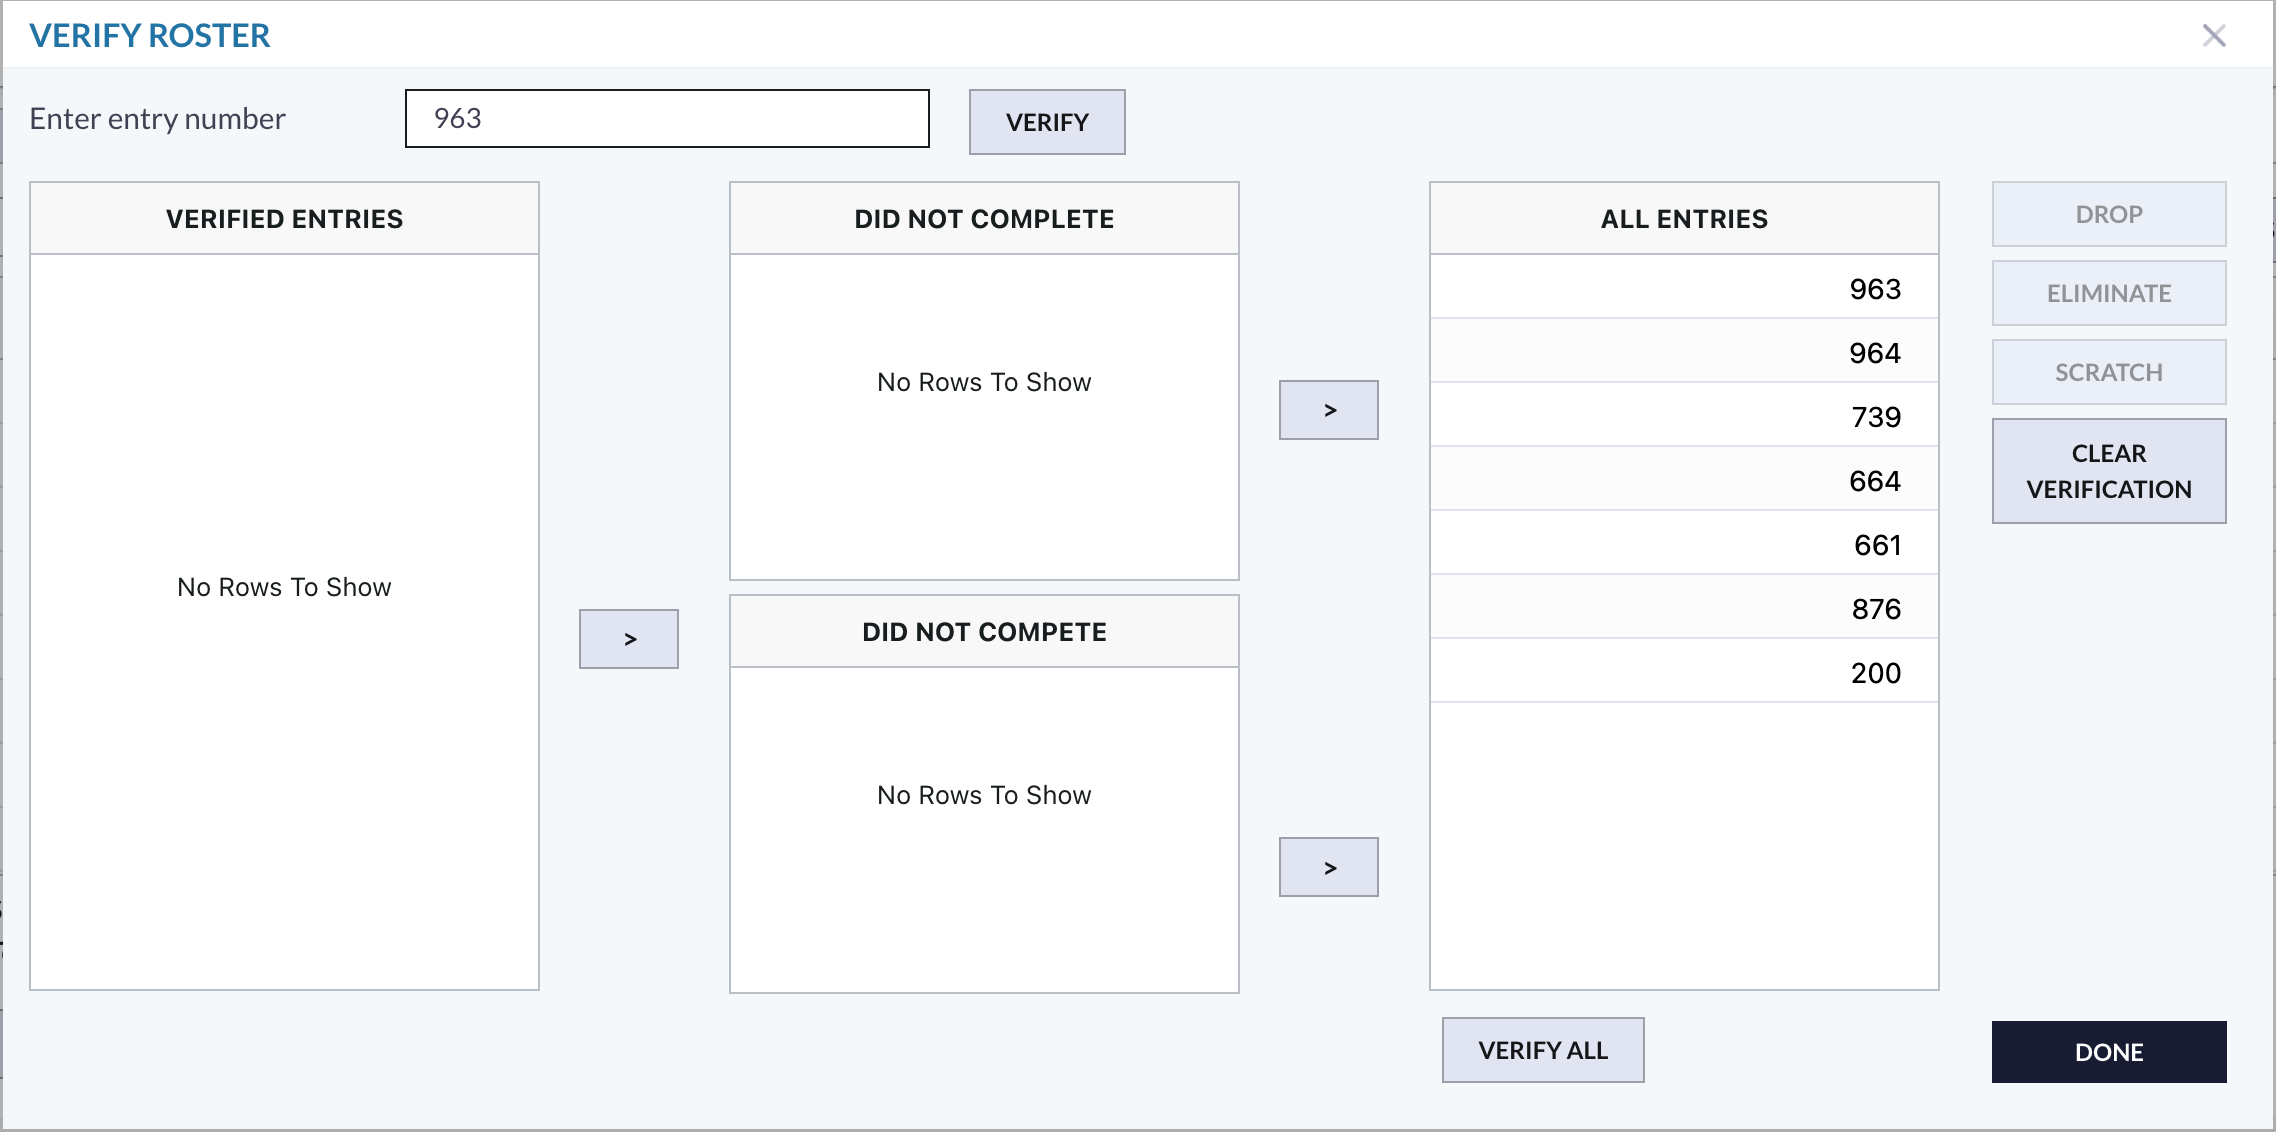 VERIFY ROSTER
Enter entry number
963
VERIFY
VERIFIED ENTRIES
No Rows To Show
>
DID NOT COMPLETE
No Rows To Show
>
DID NOT COMPETE
No Rows To Show
>
ALL ENTRIES
963
964
739
664
661
876
200
VERIFY ALL
DROP
ELIMINATE
SCRATCH
CLEAR
VERIFICATION
DONE